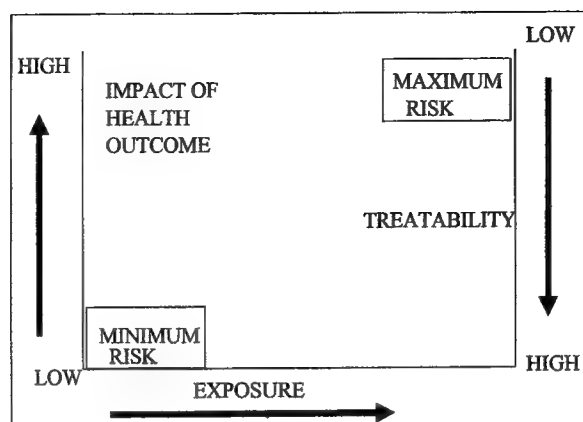 LOW
HIGH
MAXIMUM
RISK
IMPACT OF
HEALTH
OUTCOME
TREATABILITY
MINIMUM
RISK
LOW
HIGH
EXPOSURE